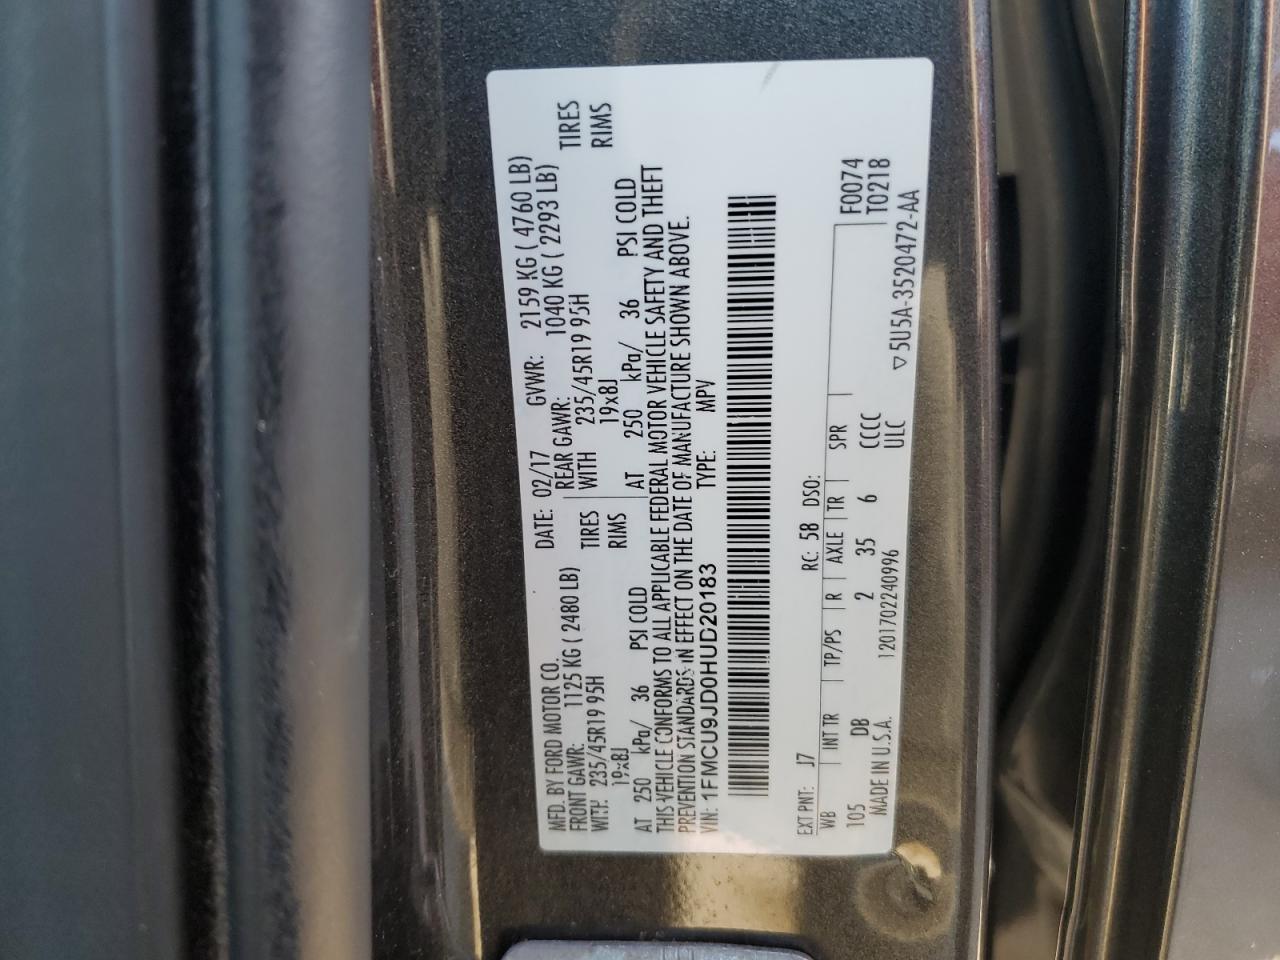 MFD. BY FORD MOTOR CO.
DATE: 02/17 GVWR: 2159 KG ( 4760 LB)
FRONT GAWR: 1125 KG ( 2480 LB) REAR GAWR: 1040 KG ( 2293 LB)
WITH 235/45R19 95H TIRES WITH 235/45R19 95H TIRES
19x8J RIMS 19x8J RIMS
AT 250 kPa/ 36 PSI COLD AT 250 kPa/ 36 PSI COLD
THIS VEHICLE CONFORMS TO ALL APPLICABLE FEDERAL MOTOR VEHICLE SAFETY AND THEFT
PREVENTION STANDARDS IN EFFECT ON THE DATE OF MANUFACTURE SHOWN ABOVE.
VIN: 1FMCU9JD0HUD20183 TYPE: MPV
EXT PNT: J7 RC: 58 DSO:
WB INT TR TP/PS R AXLE TR SPR F0074
105 DB 2 35 6 CCCC T0218
MADE IN U.S.A. 1201702240996 ULC ▽ 5U5A-3520472-AA